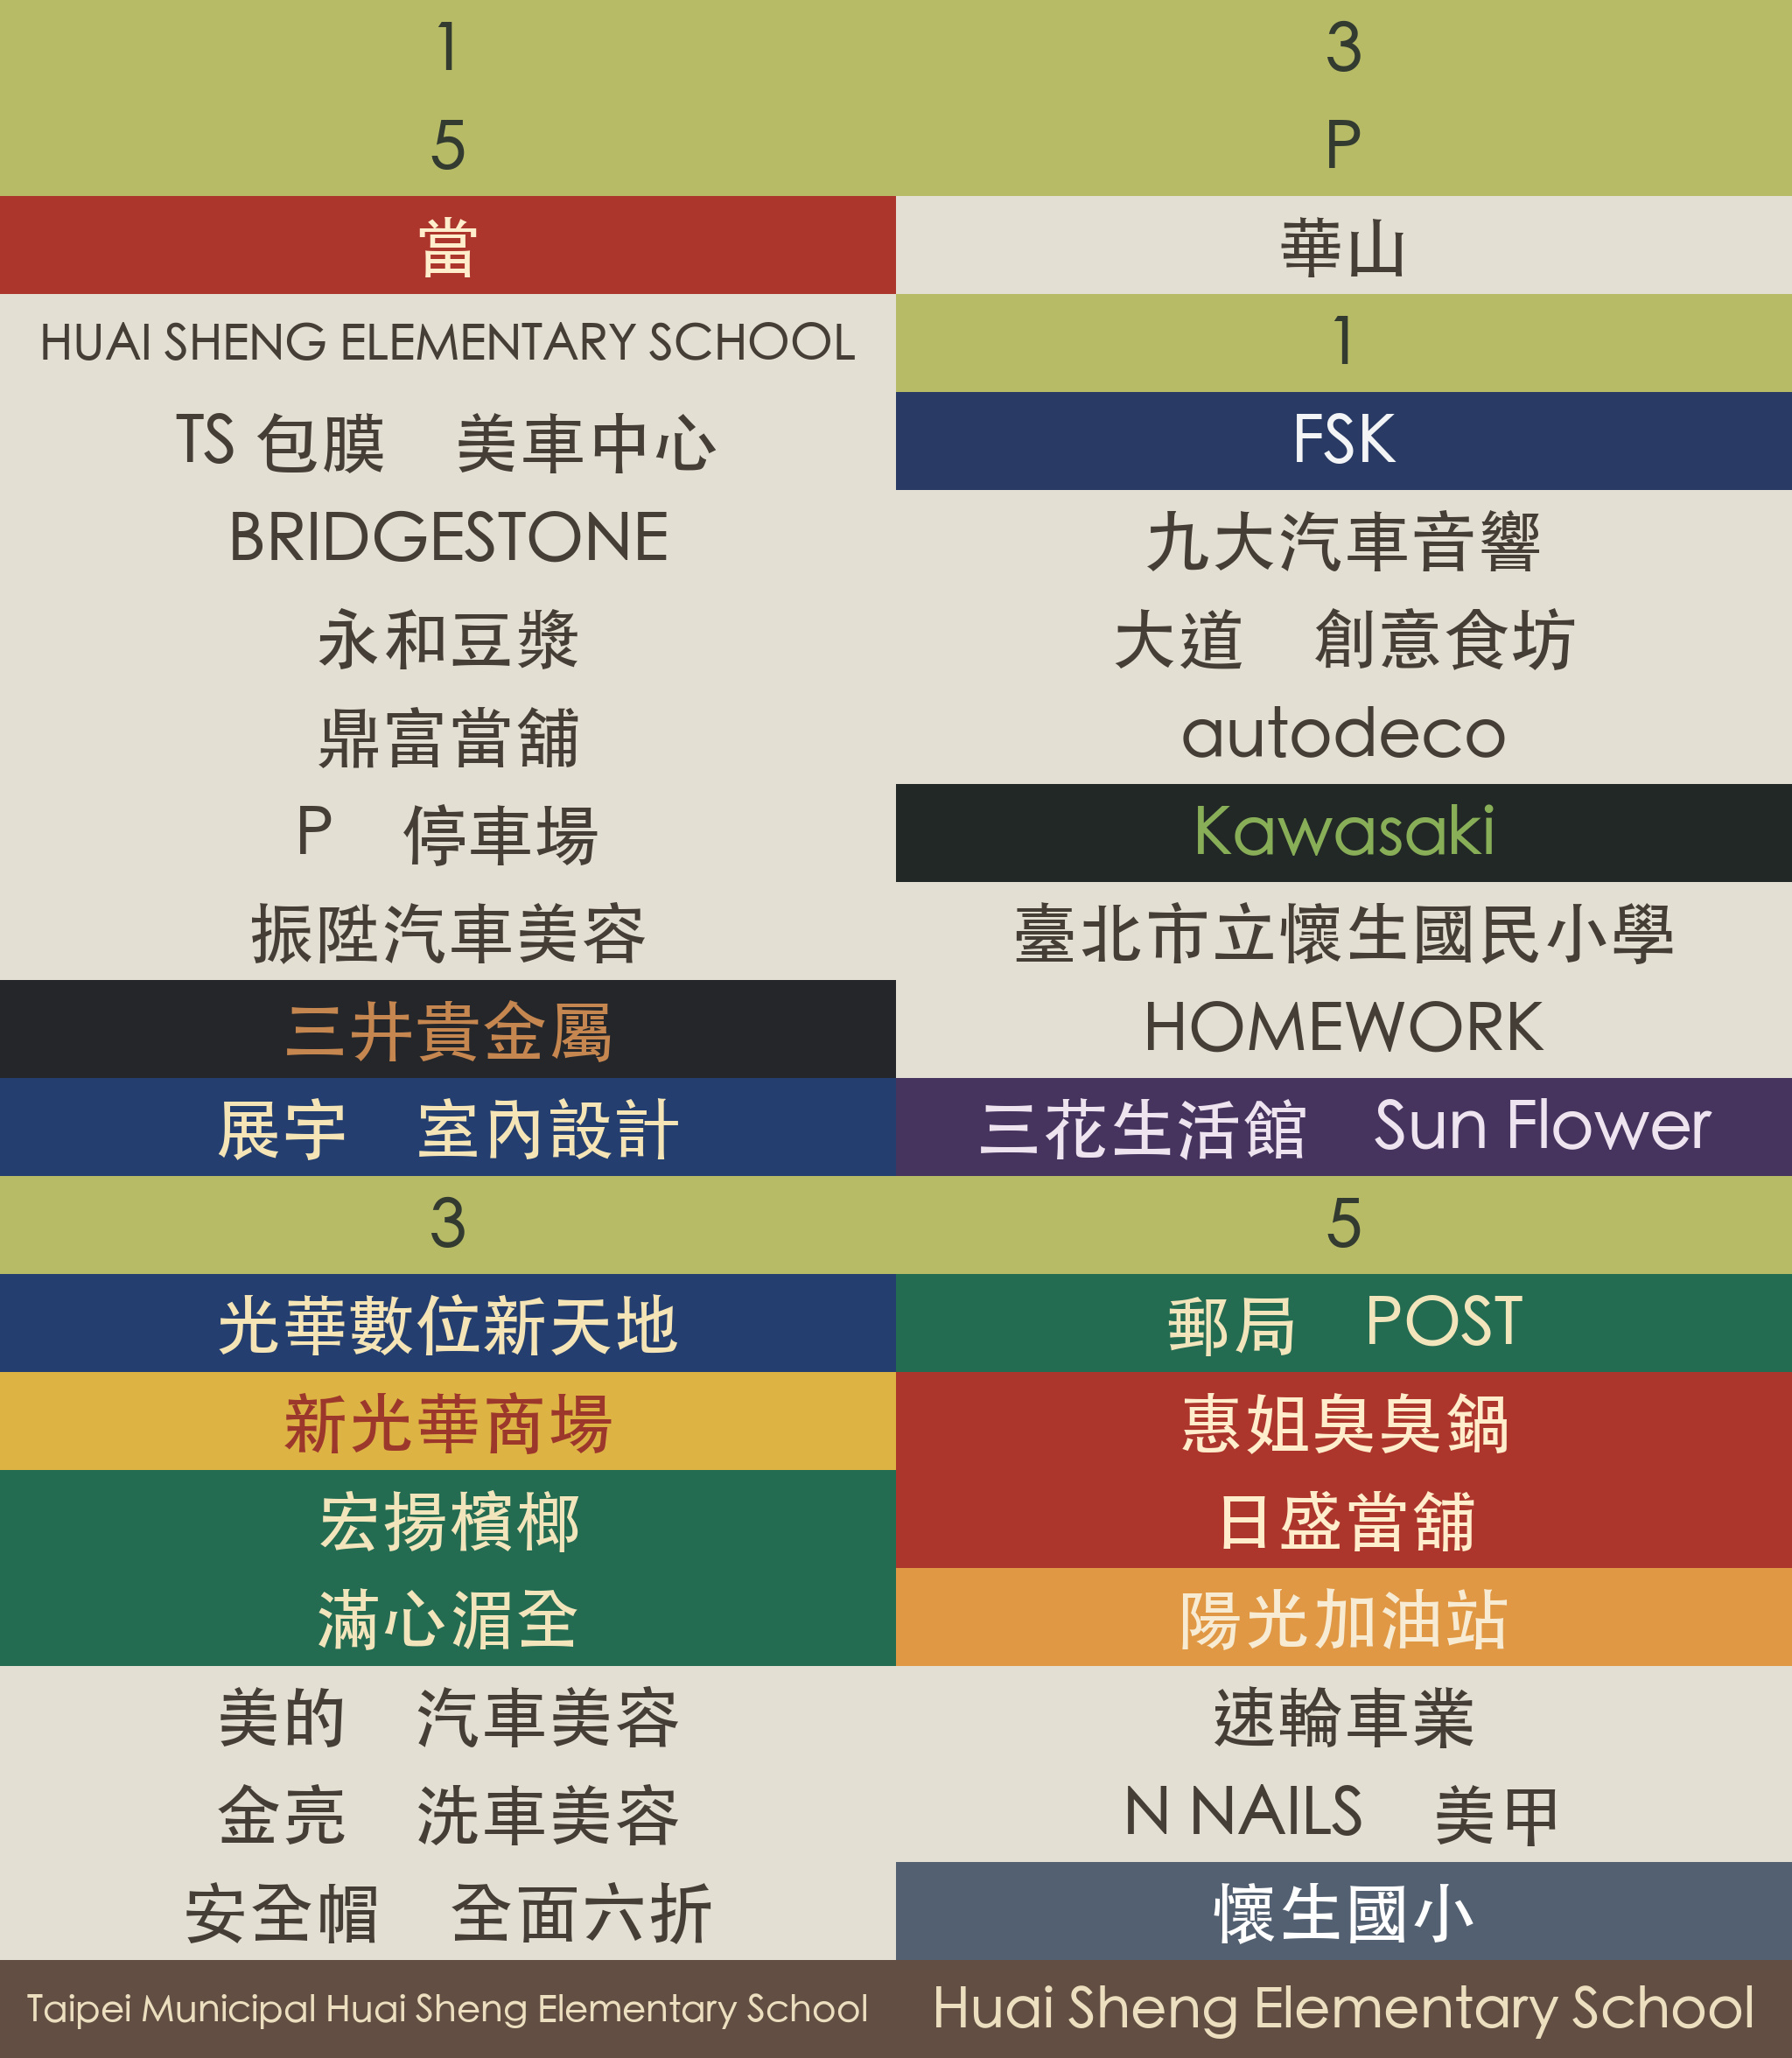 1
3
5
P
當
華山
HUAI SHENG ELEMENTARY SCHOOL
1
TS 包膜　美車中心
FSK
BRIDGESTONE
九大汽車音響
永和豆漿
大道　創意食坊
鼎富當舖
autodeco
P　停車場
Kawasaki
振陞汽車美容
臺北市立懷生國民小學
三井貴金屬
HOMEWORK
展宇　室內設計
三花生活館　Sun Flower
3
5
光華數位新天地
郵局　POST
新光華商場
惠姐臭臭鍋
宏揚檳榔
日盛當舖
滿心湄全
陽光加油站
美的　汽車美容
速輪車業
金亮　洗車美容
N NAILS　美甲
安全帽　全面六折
懷生國小
Taipei Municipal Huai Sheng Elementary School
Huai Sheng Elementary School